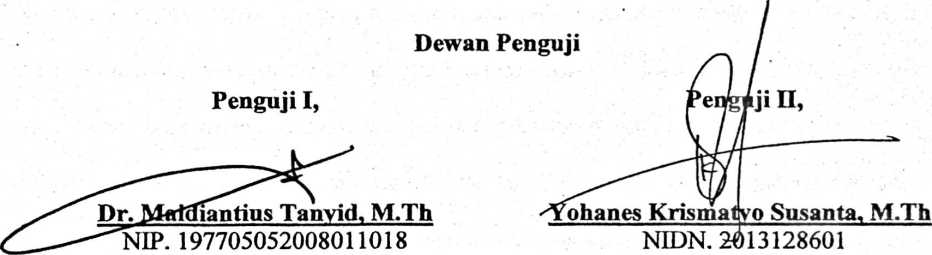 Dewan Penguji
Penguji I,
Penguji II,
Dr. Maldiantius Tanyid, M.Th
Yohanes Krismatyo Susanta, M.Th
NIP. 197705052008011018
NIDN. 2013128601